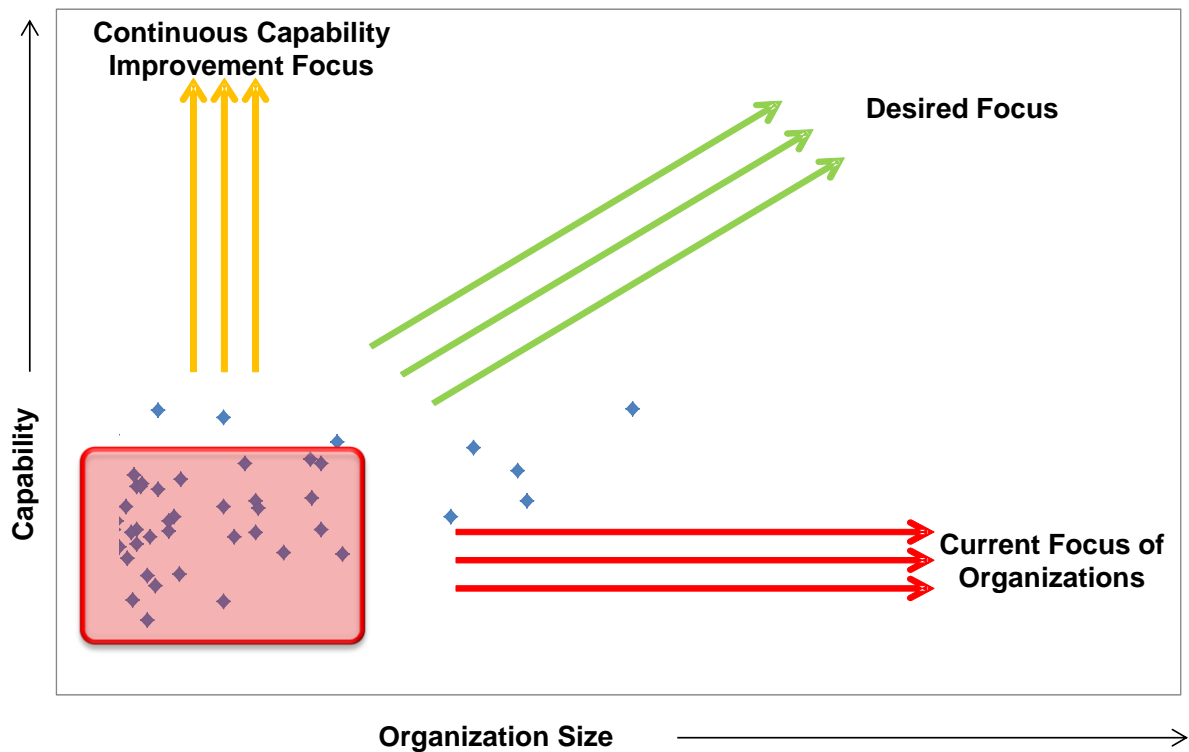 Continuous Capability
Improvement Focus
Desired Focus
Capability
Current Focus of
Organizations
Organization Size